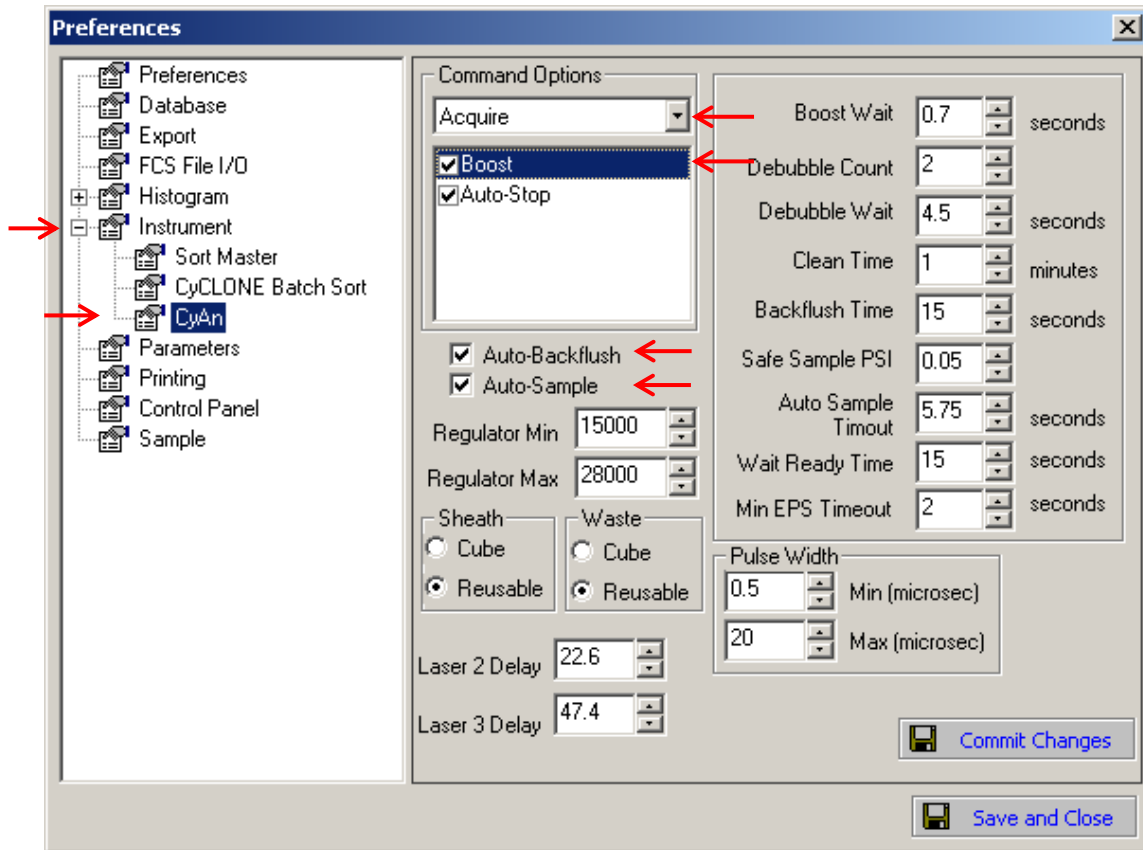 Preferences
Preferences
Database
Export
FCS File I/O
Histogram
Instrument
Sort Master
CyCLONE Batch Sort
CyAn
Parameters
Printing
Control Panel
Sample
Command Options
Acquire
Boost
Auto-Stop
Auto-Backflush
Auto-Sample
Regulator Min 15000
Regulator Max 28000
Sheath
Cube
Reusable
Waste
Cube
Reusable
Laser 2 Delay 22.6
Laser 3 Delay 47.4
Boost Wait 0.7 seconds
Debubble Count 2
Debubble Wait 4.5 seconds
Clean Time 1 minutes
Backflush Time 15 seconds
Safe Sample PSI 0.05
Auto Sample
Timout 5.75 seconds
Wait Ready Time 15 seconds
Min EPS Timeout 2 seconds
Pulse Width
0.5 Min (microsec)
20 Max (microsec)
Commit Changes
Save and Close